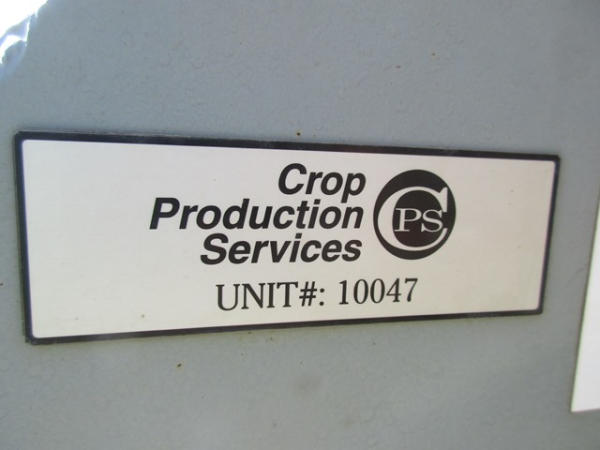 Crop
Production
Services
CPS
UNIT#: 10047